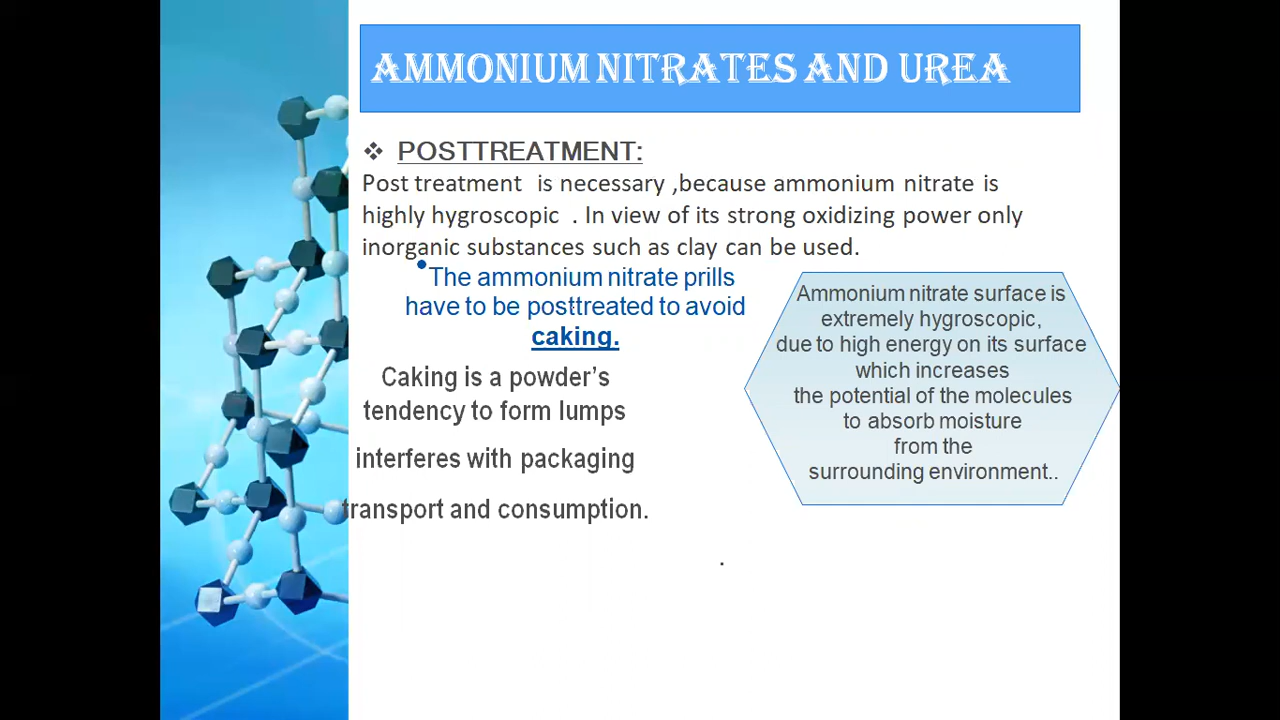 AMMONIUM NITRATES AND UREA
❖ POSTTREATMENT:
Post treatment is necessary ,because ammonium nitrate is
highly hygroscopic . In view of its strong oxidizing power only
inorganic substances such as clay can be used.
•The ammonium nitrate prills
have to be posttreated to avoid
caking.
Caking is a powder’s
tendency to form lumps
interferes with packaging
transport and consumption.
Ammonium nitrate surface is
extremely hygroscopic,
due to high energy on its surface
which increases
the potential of the molecules
to absorb moisture
from the
surrounding environment..
.